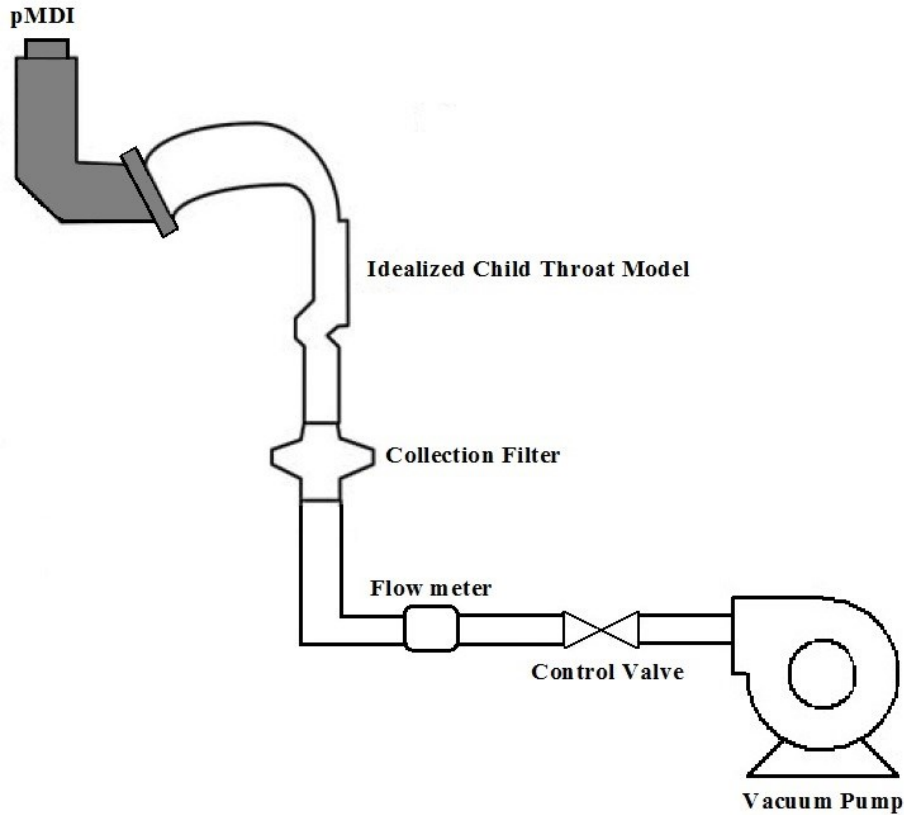 pMDI
Idealized Child Throat Model
Collection Filter
Flow meter
Control Valve
Vacuum Pump